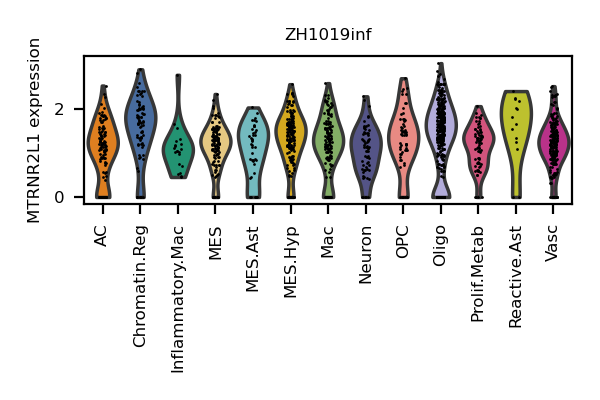 ZH1019inf
MTRNR2L1 expression
2
0
AC
Chromatin.Reg
Inflammatory.Mac
MES
MES.Ast
MES.Hyp
Mac
Neuron
OPC
Oligo
Prolif.Metab
Reactive.Ast
Vasc